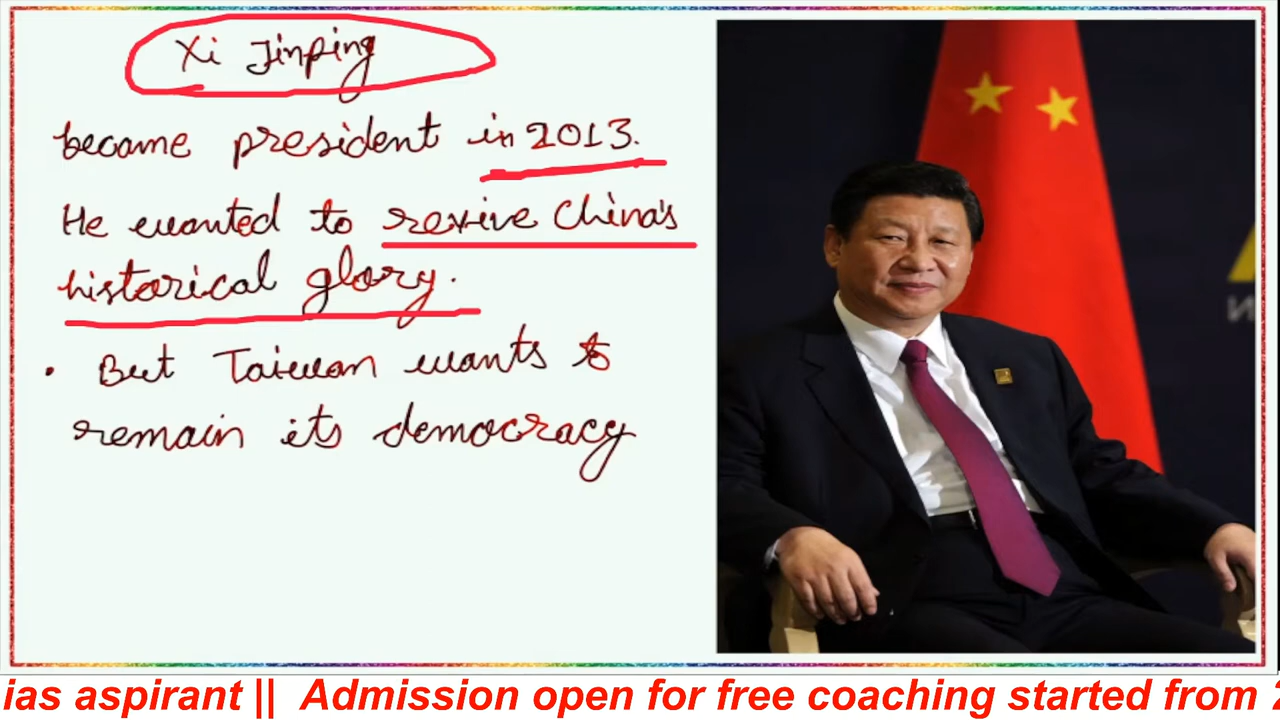 Xi Jinping
became president in 2013.
He wanted to revive China's
historical glory.
• But Taiwan wants to
remain its democracy
ias aspirant || Admission open for free coaching started from